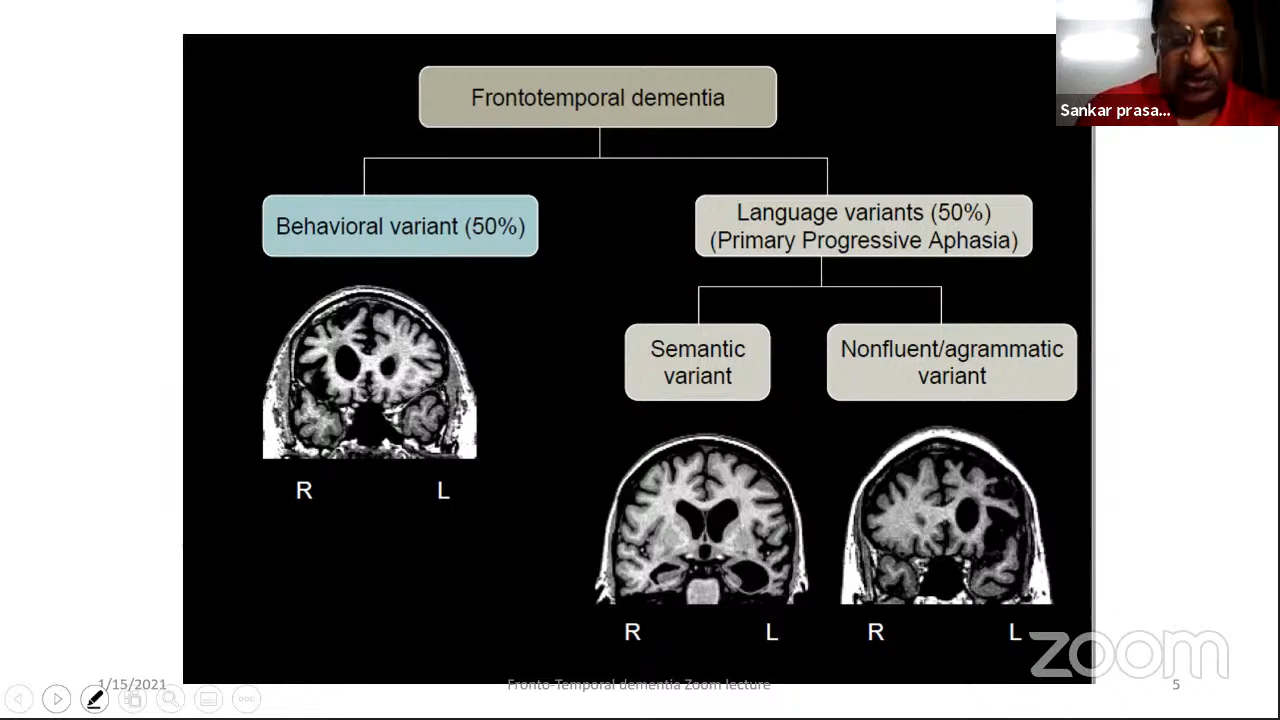 Sankar prasa...
Frontotemporal dementia
Behavioral variant (50%)
Language variants (50%)
(Primary Progressive Aphasia)
Semantic
variant
Nonfluent/agrammatic
variant
R L
R L
R L
zoom
1/15/2021
Fronto-Temporal dementia Zoom lecture
5